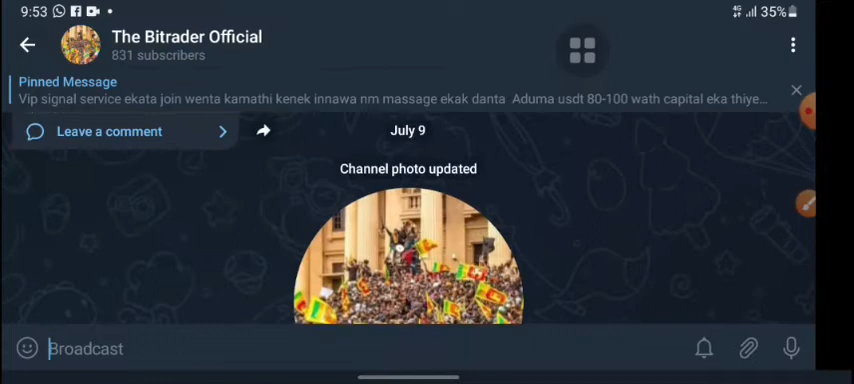 9:53
4G
35%
The Bitrader Official
831 subscribers
Pinned Message
Vip signal service ekata join wenta kamathi kenek innawa nm massage ekak danta Aduma usdt 80-100 wath capital eka thiye...
Leave a comment
July 9
Channel photo updated
Broadcast